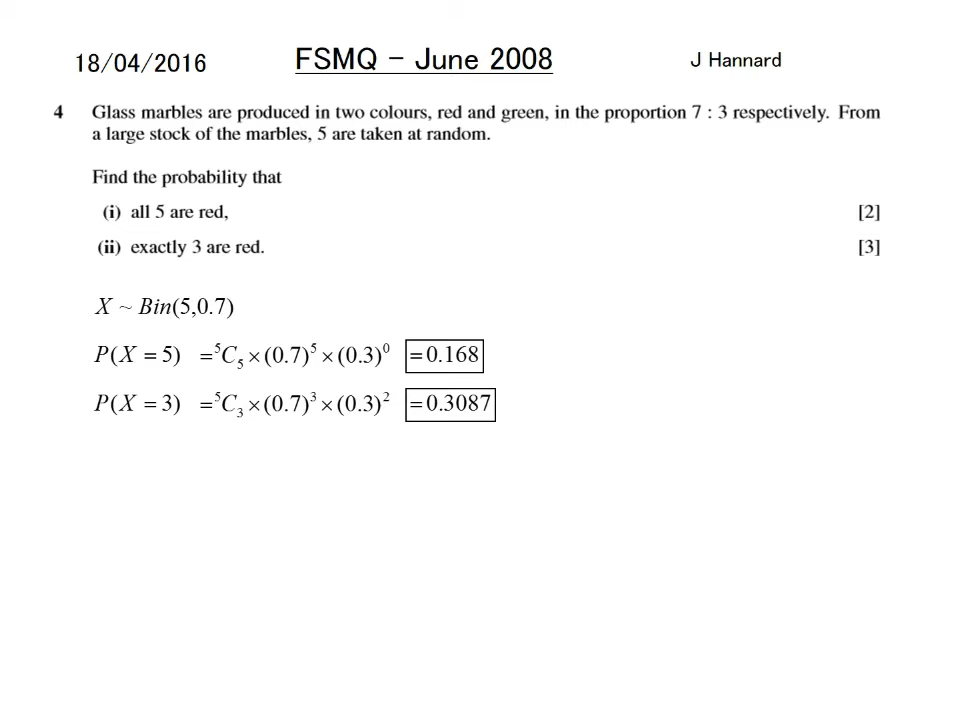 18/04/2016 FSMQ - June 2008 J Hannard
4 Glass marbles are produced in two colours, red and green, in the proportion 7 : 3 respectively. From
a large stock of the marbles, 5 are taken at random.
Find the probability that
(i) all 5 are red, [2]
(ii) exactly 3 are red. [3]
X ~ Bin(5,0.7)
P(X = 5) = ⁵C₅ × (0.7)⁵ × (0.3)⁰ = 0.168
P(X = 3) = ⁵C₃ × (0.7)³ × (0.3)² = 0.3087